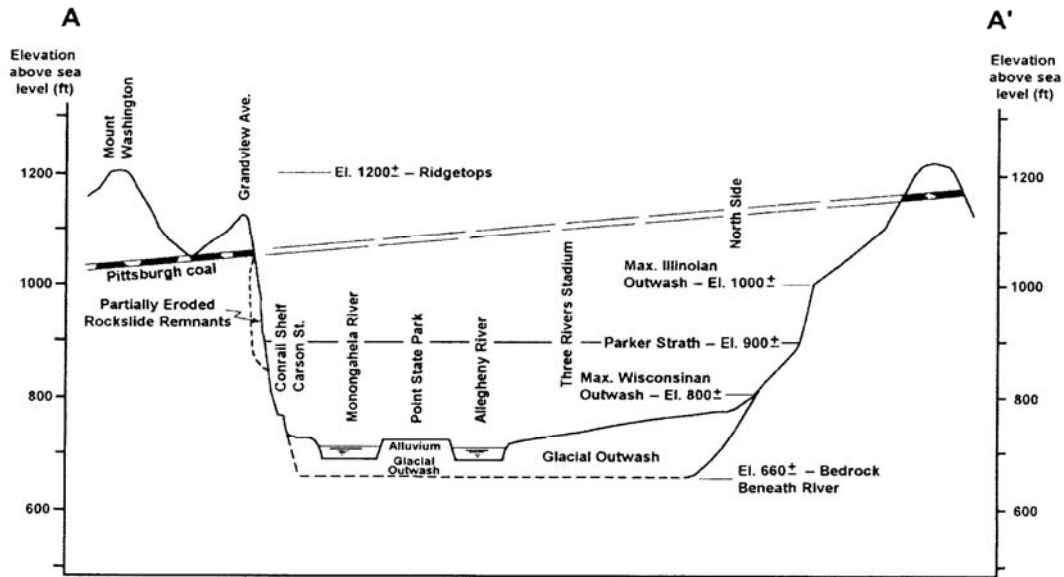 A
A'
Elevation
above sea
level (ft)
Elevation
above sea
level (ft)
Mount
Washington
Grandview Ave.
El. 1200± – Ridgetops
1200
1200
North Side
Pittsburgh coal
1000
Max. Illinoian
Outwash – El. 1000±
1000
Partially Eroded
Rockslide Remnants
Conrail Shelf
Carson St.
Monongahela River
Point State Park
Allegheny River
Three Rivers Stadium
Parker Strath – El. 900±
Max. Wisconsinan
Outwash – El. 800±
800
800
Alluvium
Glacial
Outwash
Glacial Outwash
El. 660± – Bedrock
Beneath River
600
600